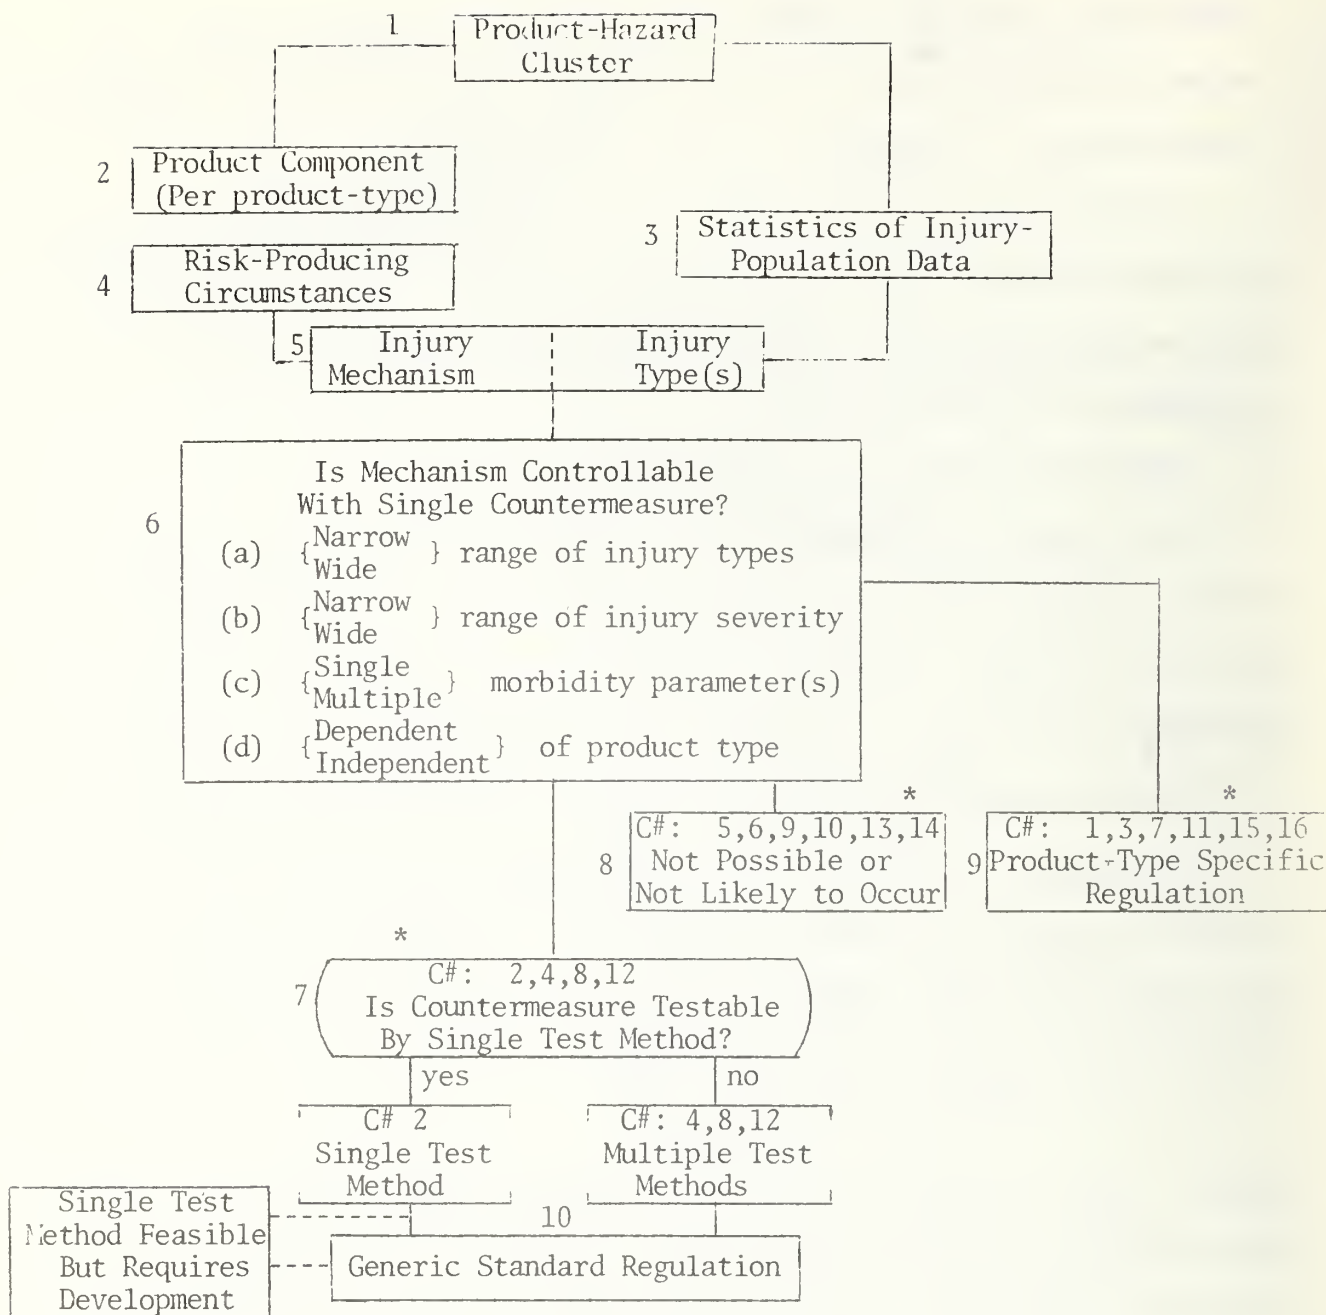 1
Product-Hazard
Cluster
2
Product Component
(Per product-type)
3
Statistics of Injury-
Population Data
4
Risk-Producing
Circumstances
5
Injury
Mechanism
Injury
Type(s)
6
Is Mechanism Controllable
With Single Countermeasure?
(a) {Narrow
Wide } range of injury types
(b) {Narrow
Wide } range of injury severity
(c) {Single
Multiple} morbidity parameter(s)
(d) {Dependent
Independent} of product type
*
8
C#: 5,6,9,10,13,14
Not Possible or
Not Likely to Occur
*
9
C#: 1,3,7,11,15,16
Product-Type Specific
Regulation
*
7
C#: 2,4,8,12
Is Countermeasure Testable
By Single Test Method?
yes
no
C# 2
Single Test
Method
C#: 4,8,12
Multiple Test
Methods
Single Test
Method Feasible
But Requires
Development
10
Generic Standard Regulation